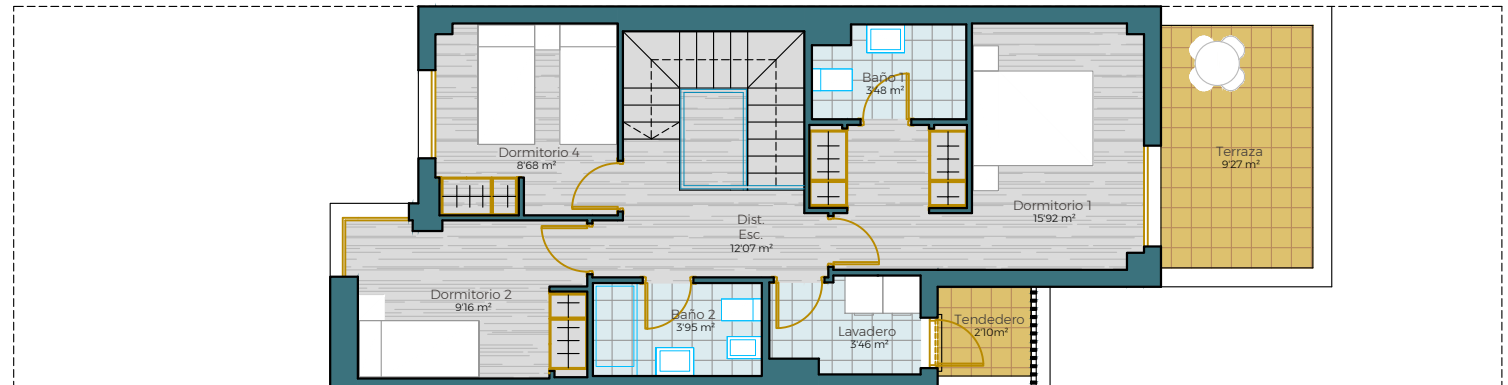 Baño 1
3'48 m²
Dormitorio 4
8'68 m²
Terraza
9'27 m²
Dormitorio 1
15'92 m²
Dist.
Esc.
12'07 m²
Dormitorio 2
9'16 m²
Baño 2
3'95 m²
Lavadero
3'46 m²
Tendedero
2'10m²